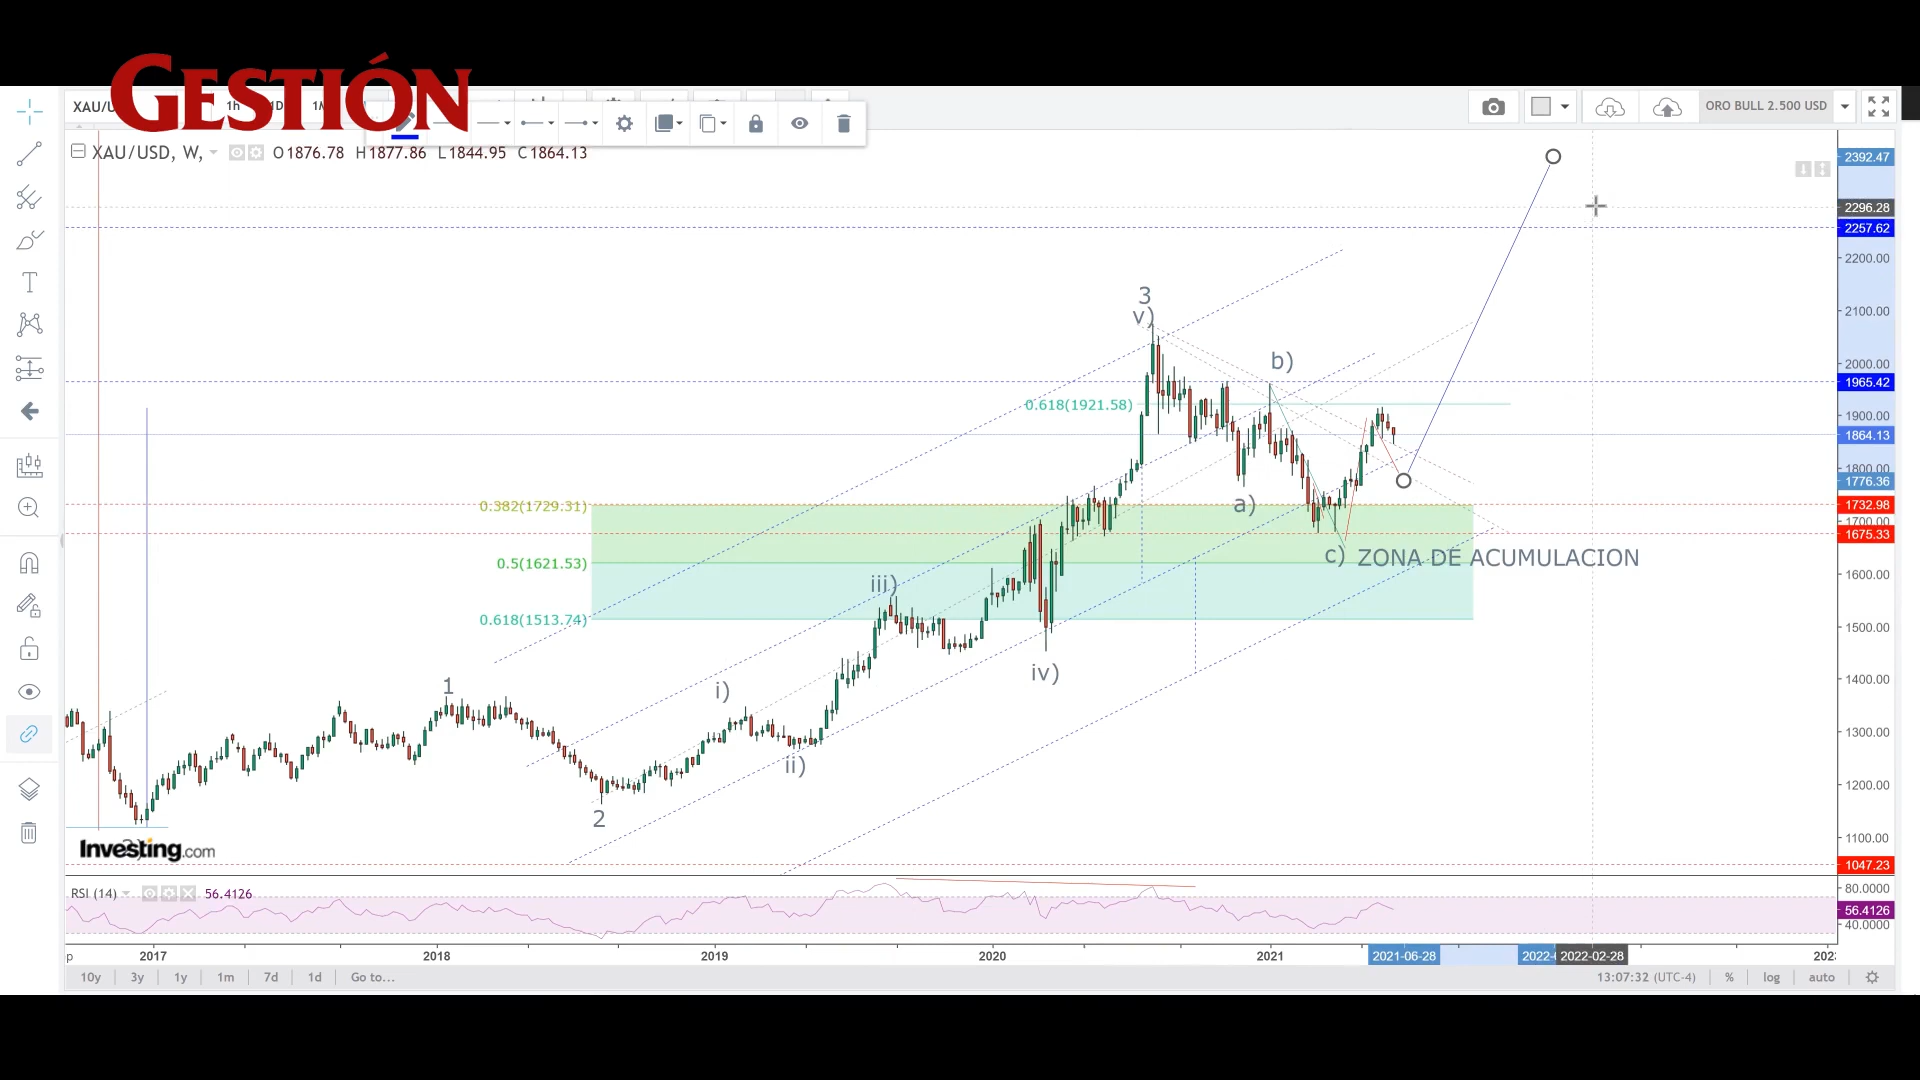 GESTIÓN
XAU/U
1h
1D
1M
ORO BULL 2.500 USD
XAU/USD, W,
O1876.78 H1877.86 L1844.95 C1864.13
2392.47
2296.28
2257.62
2200.00
2100.00
2000.00
1965.42
1900.00
1864.13
1800.00
1776.36
1732.98
1700.00
1675.33
1600.00
1500.00
1400.00
1300.00
1200.00
1100.00
1047.23
3
v)
b)
0.618(1921.58)
a)
0.382(1729.31)
c) ZONA DE ACUMULACION
0.5(1621.53)
iii)
0.618(1513.74)
iv)
1
i)
ii)
2
Investing.com
RSI (14) 56.4126
80.0000
56.4126
40.0000
p 2017 2018 2019 2020 2021 2021-06-28 2022- 2022-02-28 202
10y 3y 1y 1m 7d 1d Go to... 13:07:32 (UTC-4) % log auto